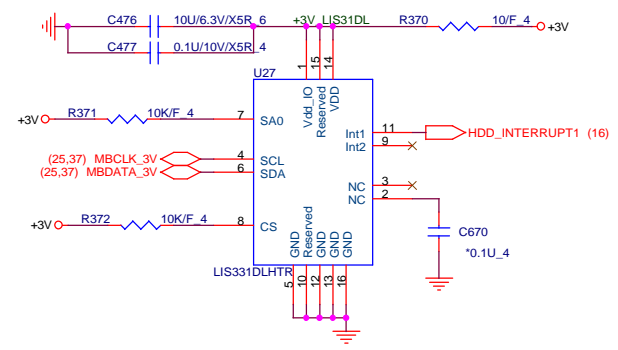 C476 10U/6.3V/X5R_6 +3V_LIS31DL R370 10/F_4 +3V
C477 0.1U/10V/X5R_4
1 15 14
U27
Vdd_IO Reserved VDD
+3V R371 10K/F_4 7 SA0
Int1 11 HDD_INTERRUPT1 (16)
Int2 9
(25,37) MBCLK_3V 4 SCL
(25,37) MBDATA_3V 6 SDA
NC 3
NC 2
+3V R372 10K/F_4 8 CS
C670
*0.1U_4
GND Reserved GND GND GND
LIS331DLHTR
5 10 12 13 16